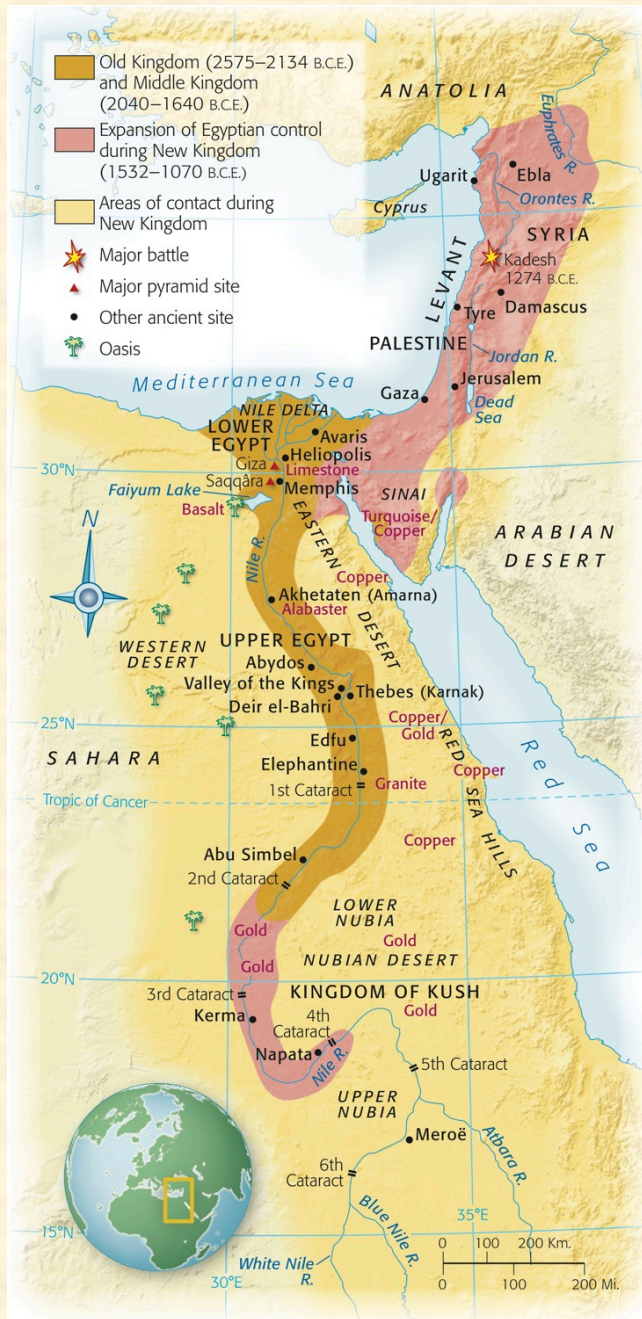 Old Kingdom (2575–2134 B.C.E.)
and Middle Kingdom
(2040–1640 B.C.E.)
Expansion of Egyptian control
during New Kingdom
(1532–1070 B.C.E.)
Areas of contact during
New Kingdom
Major battle
Major pyramid site
Other ancient site
Oasis
ANATOLIA
Euphrates R.
Ugarit
Ebla
Orontes R.
Cyprus
SYRIA
LEVANT
Kadesh
1274 B.C.E.
Damascus
Tyre
PALESTINE
Jordan R.
Mediterranean Sea
Jerusalem
Gaza
Dead
Sea
NILE DELTA
LOWER
EGYPT
Avaris
Heliopolis
Giza
Limestone
30°N
Saqqâra
Memphis
SINAI
Faiyum Lake
Basalt
Turquoise/
Copper
N
EASTERN
DESERT
ARABIAN
DESERT
Nile R.
Copper
Akhetaten (Amarna)
Alabaster
UPPER EGYPT
WESTERN
DESERT
Abydos
Valley of the Kings
Thebes (Karnak)
Deir el-Bahri
25°N
Copper/
Gold
Edfu
SAHARA
RED SEA HILLS
Red Sea
Elephantine
Copper
1st Cataract
Granite
Tropic of Cancer
Copper
Abu Simbel
2nd Cataract
LOWER
NUBIA
Gold
Gold
NUBIAN DESERT
Gold
20°N
3rd Cataract
KINGDOM OF KUSH
Gold
Kerma
4th
Cataract
Napata
Nile R.
5th Cataract
UPPER
NUBIA
Meroë
Atbara R.
6th
Cataract
Blue Nile R.
35°E
15°N
White Nile
R.
30°E
0 100 200 Km.
0 100 200 Mi.